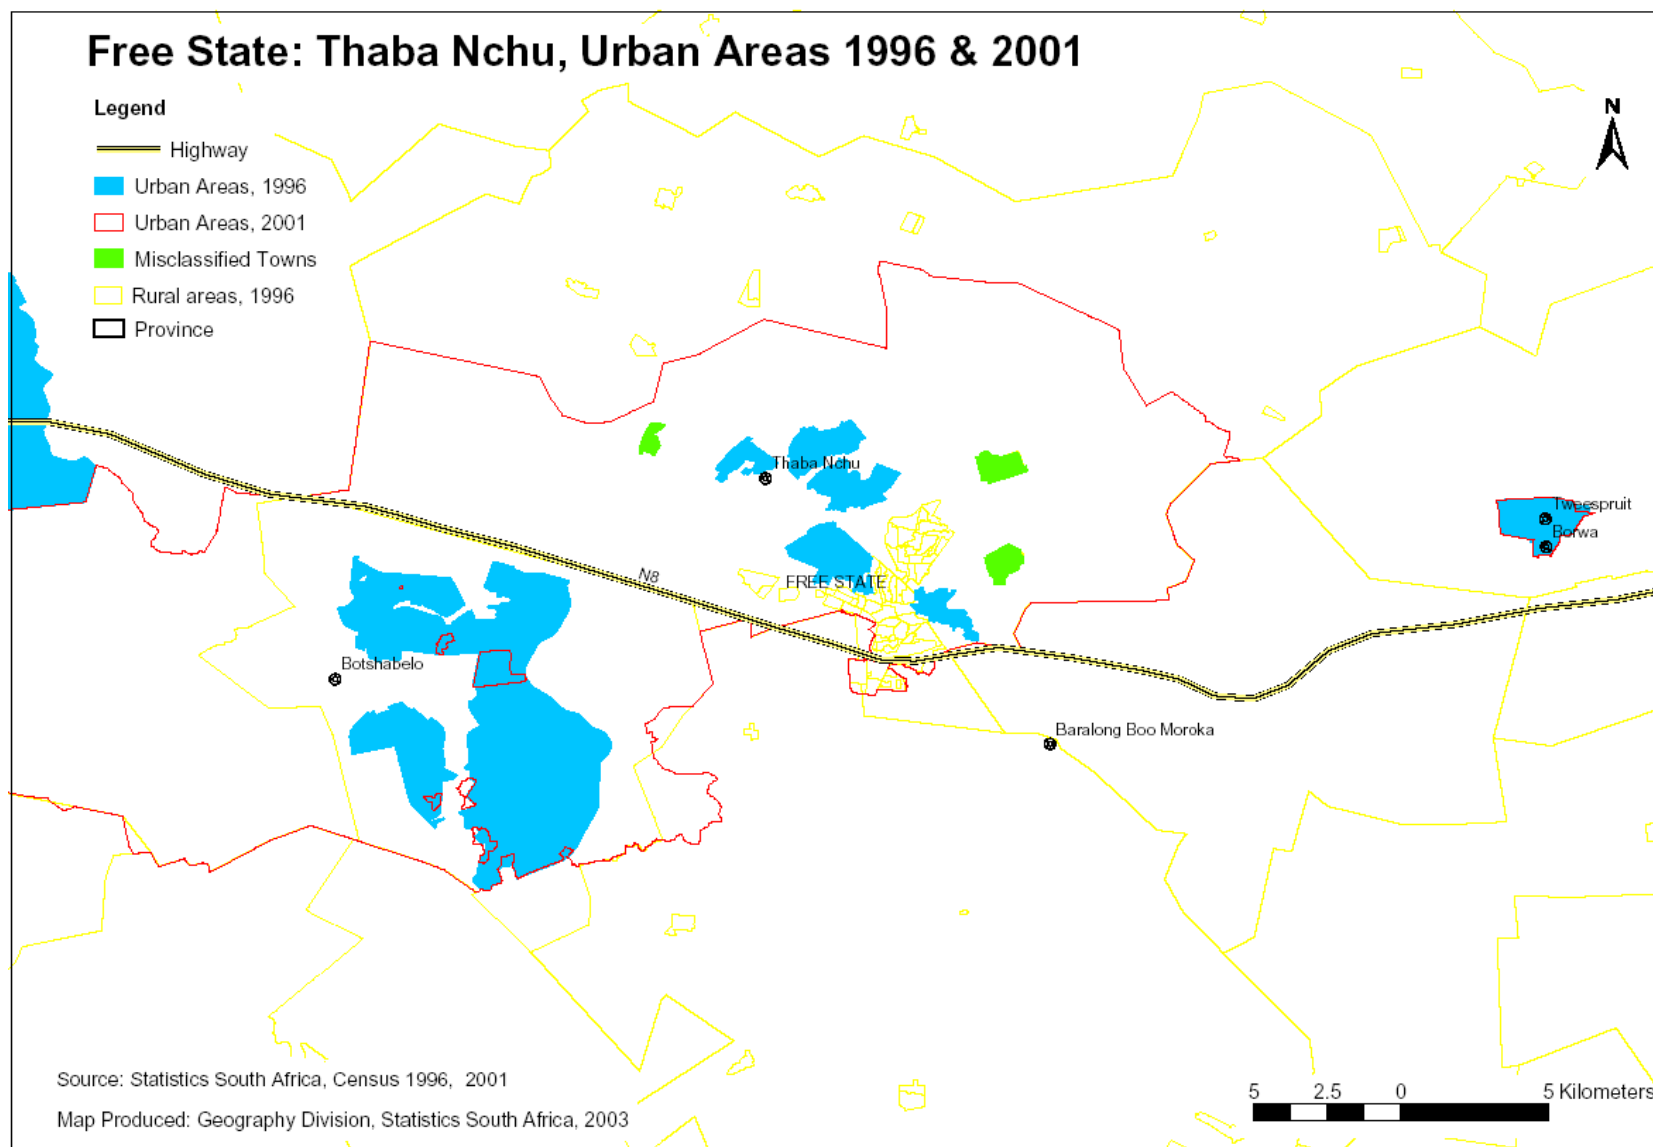 Free State: Thaba Nchu, Urban Areas 1996 & 2001
Legend
Highway
Urban Areas, 1996
Urban Areas, 2001
Misclassified Towns
Rural areas, 1996
Province
N
Thaba Nchu
Tweespruit
Borwa
N8
FREE STATE
Botshabelo
Baralong Boo Moroka
Source: Statistics South Africa, Census 1996, 2001
Map Produced: Geography Division, Statistics South Africa, 2003
5 2.5 0 5 Kilometers